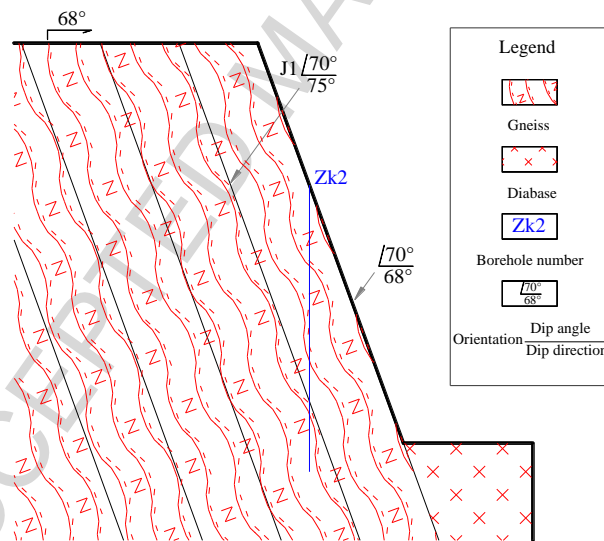 68°
J1 70°
75°
Zk2
70°
68°
Legend
Gneiss
Diabase
Zk2
Borehole number
70°
68°
Orientation Dip angle
Dip direction